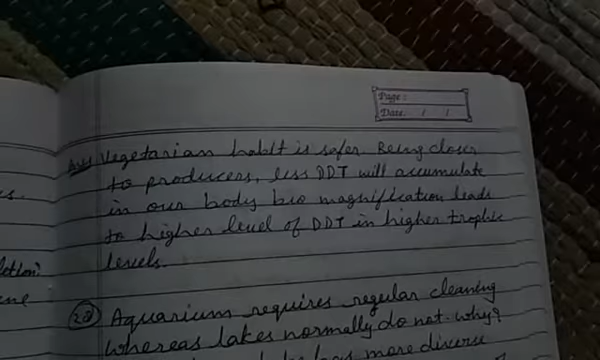 Page :
Date : / /
Ans) Vegetarian habit is safer. Being closer
to producers, less DDT will accumulate
in our body bio magnification leads
to higher level of DDT in higher trophic
levels.
Aquarium requires regular cleaning
whereas lakes normally do not. why?
more diverse